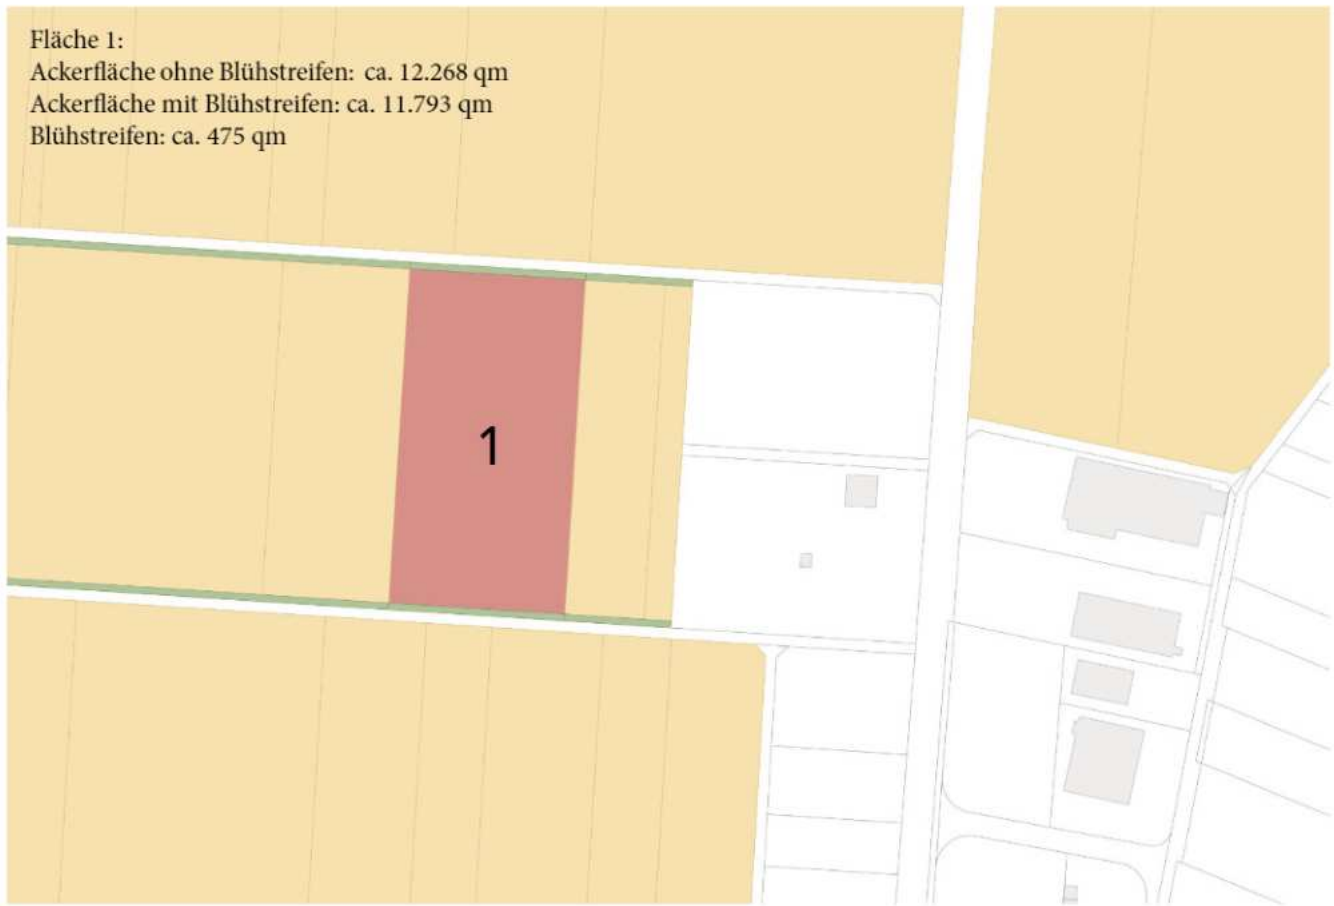 Fläche 1:
Ackerfläche ohne Blühstreifen: ca. 12.268 qm
Ackerfläche mit Blühstreifen: ca. 11.793 qm
Blühstreifen: ca. 475 qm
1